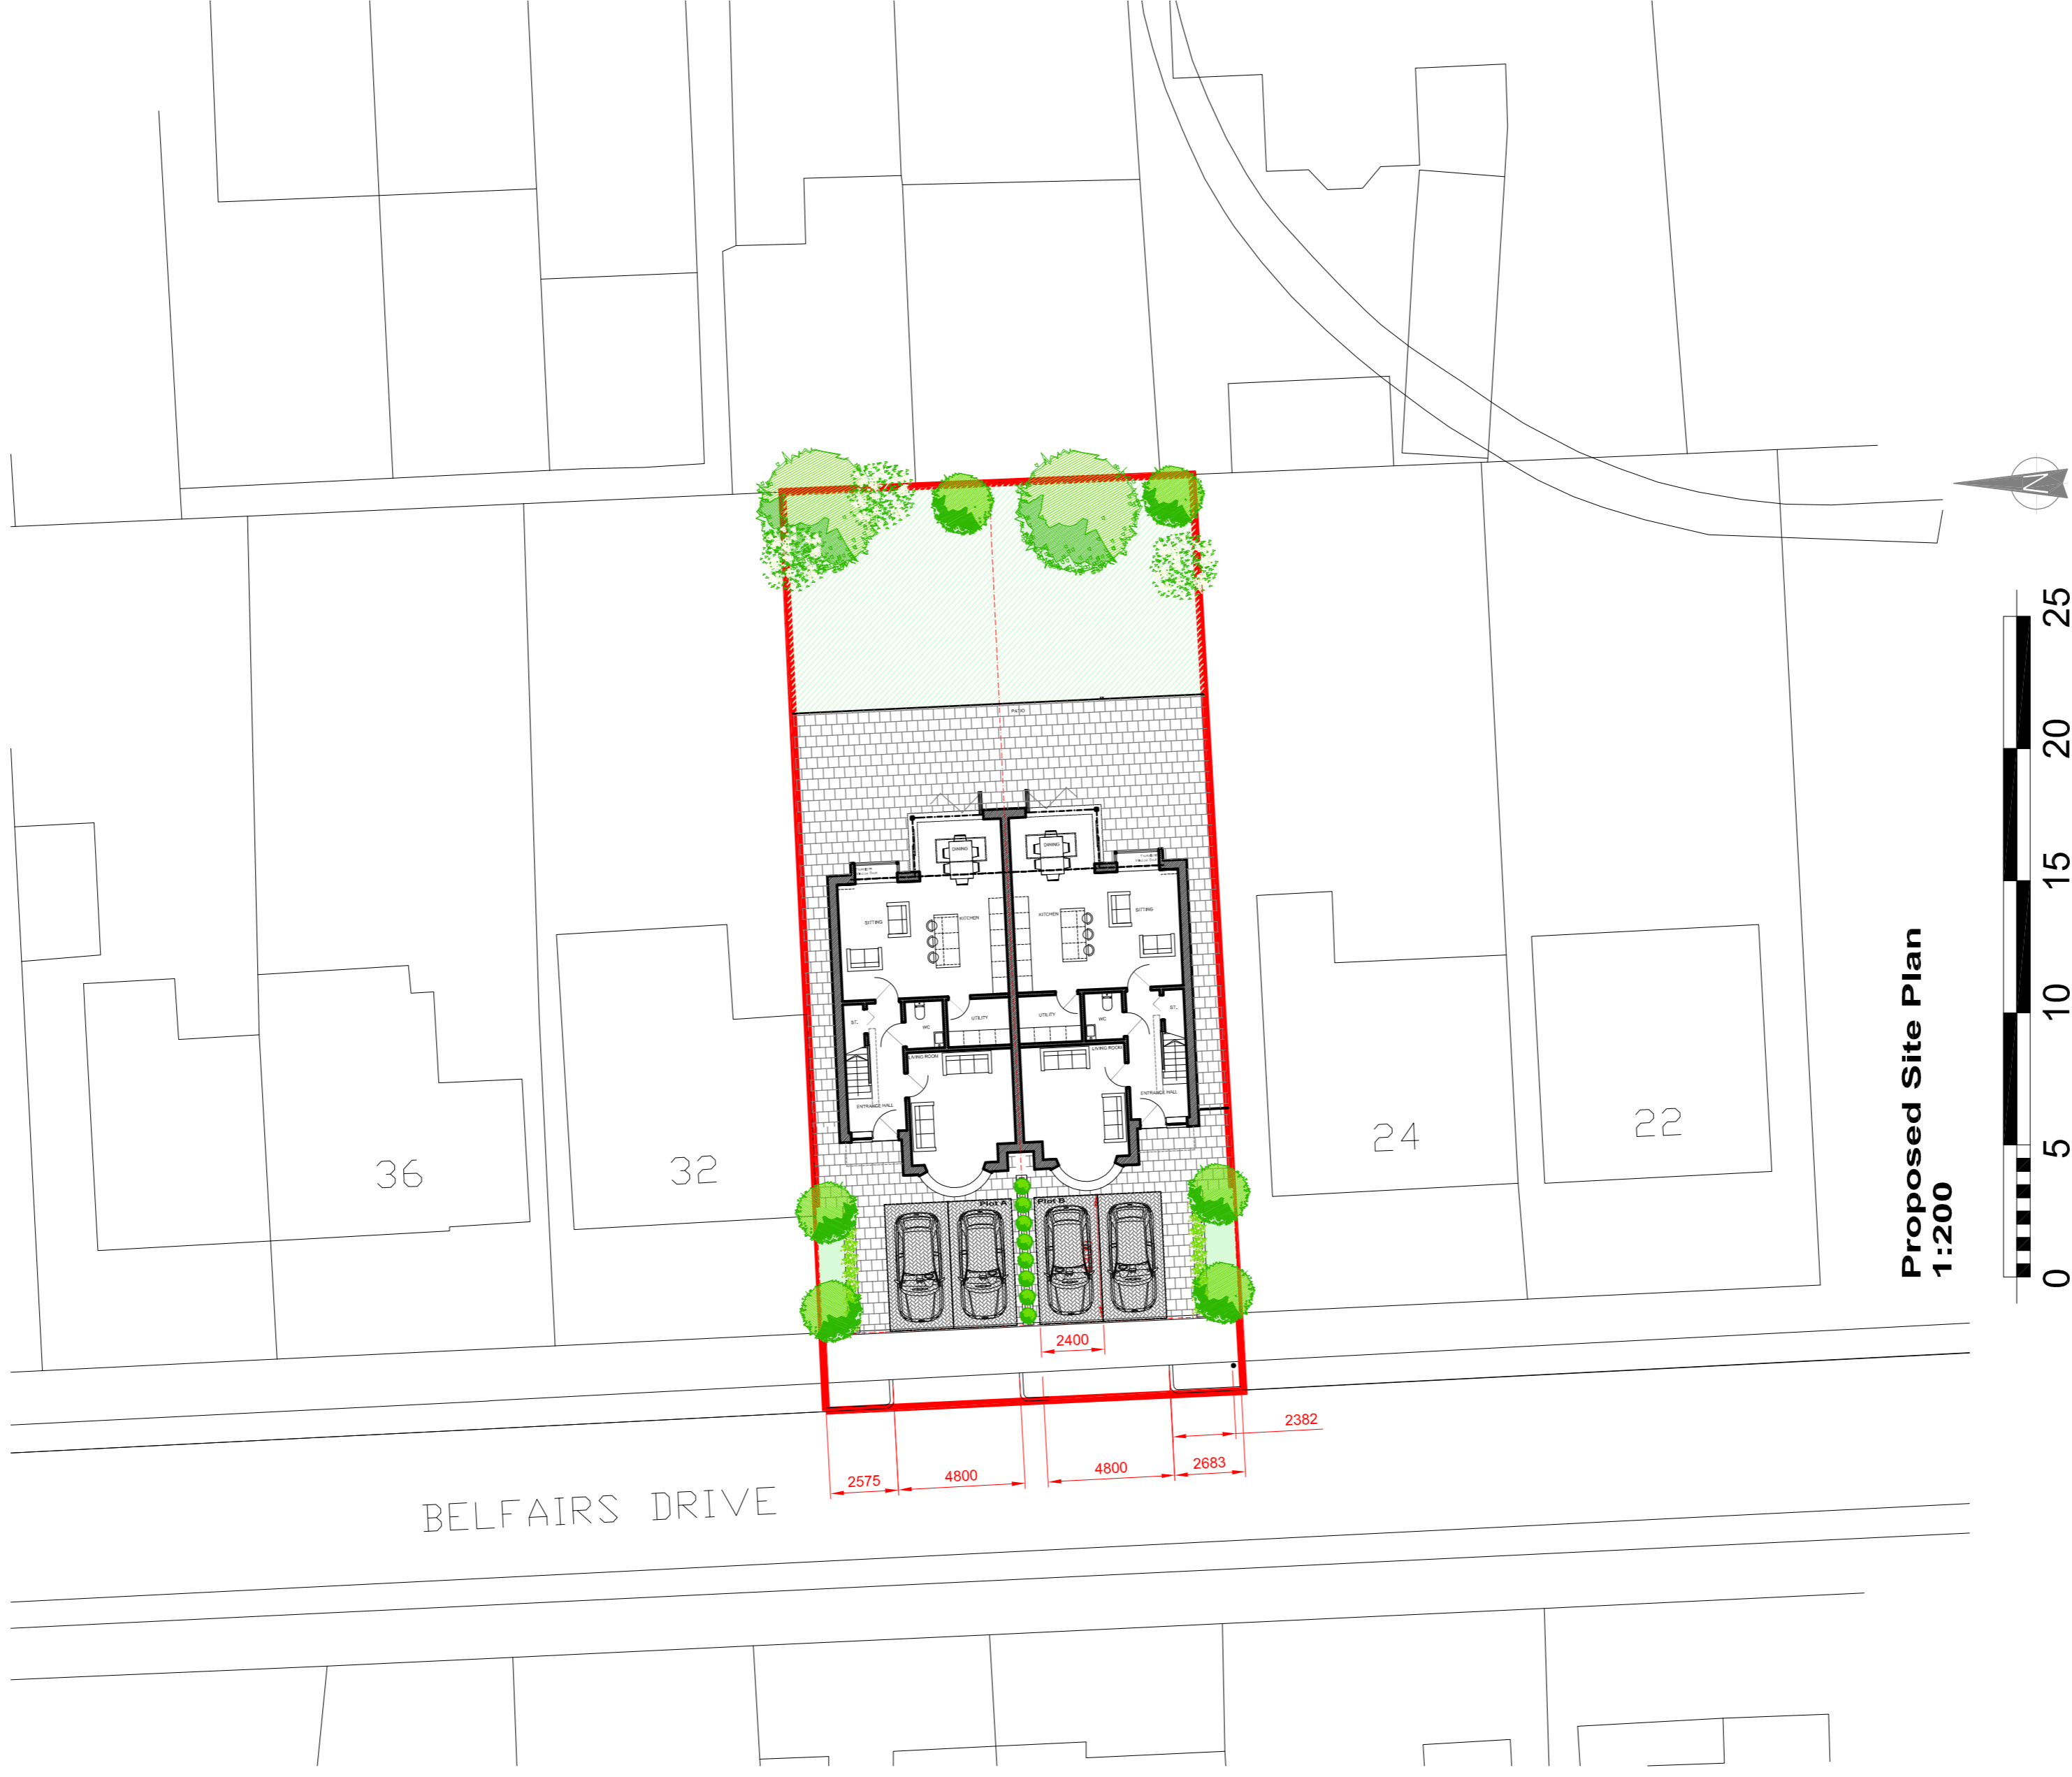 N
PATIO
DINING
DINING
SITTING
KITCHEN
KITCHEN
SITTING
ST.
WC
UTILITY
UTILITY
WC
ST.
LIVING ROOM
LIVING ROOM
ENTRANCE HALL
ENTRANCE HALL
36
32
24
22
Plot A
Plot B
2400
2382
2575
4800
4800
2683
BELFAIRS DRIVE
Proposed Site Plan
1:200
0
5
10
15
20
25